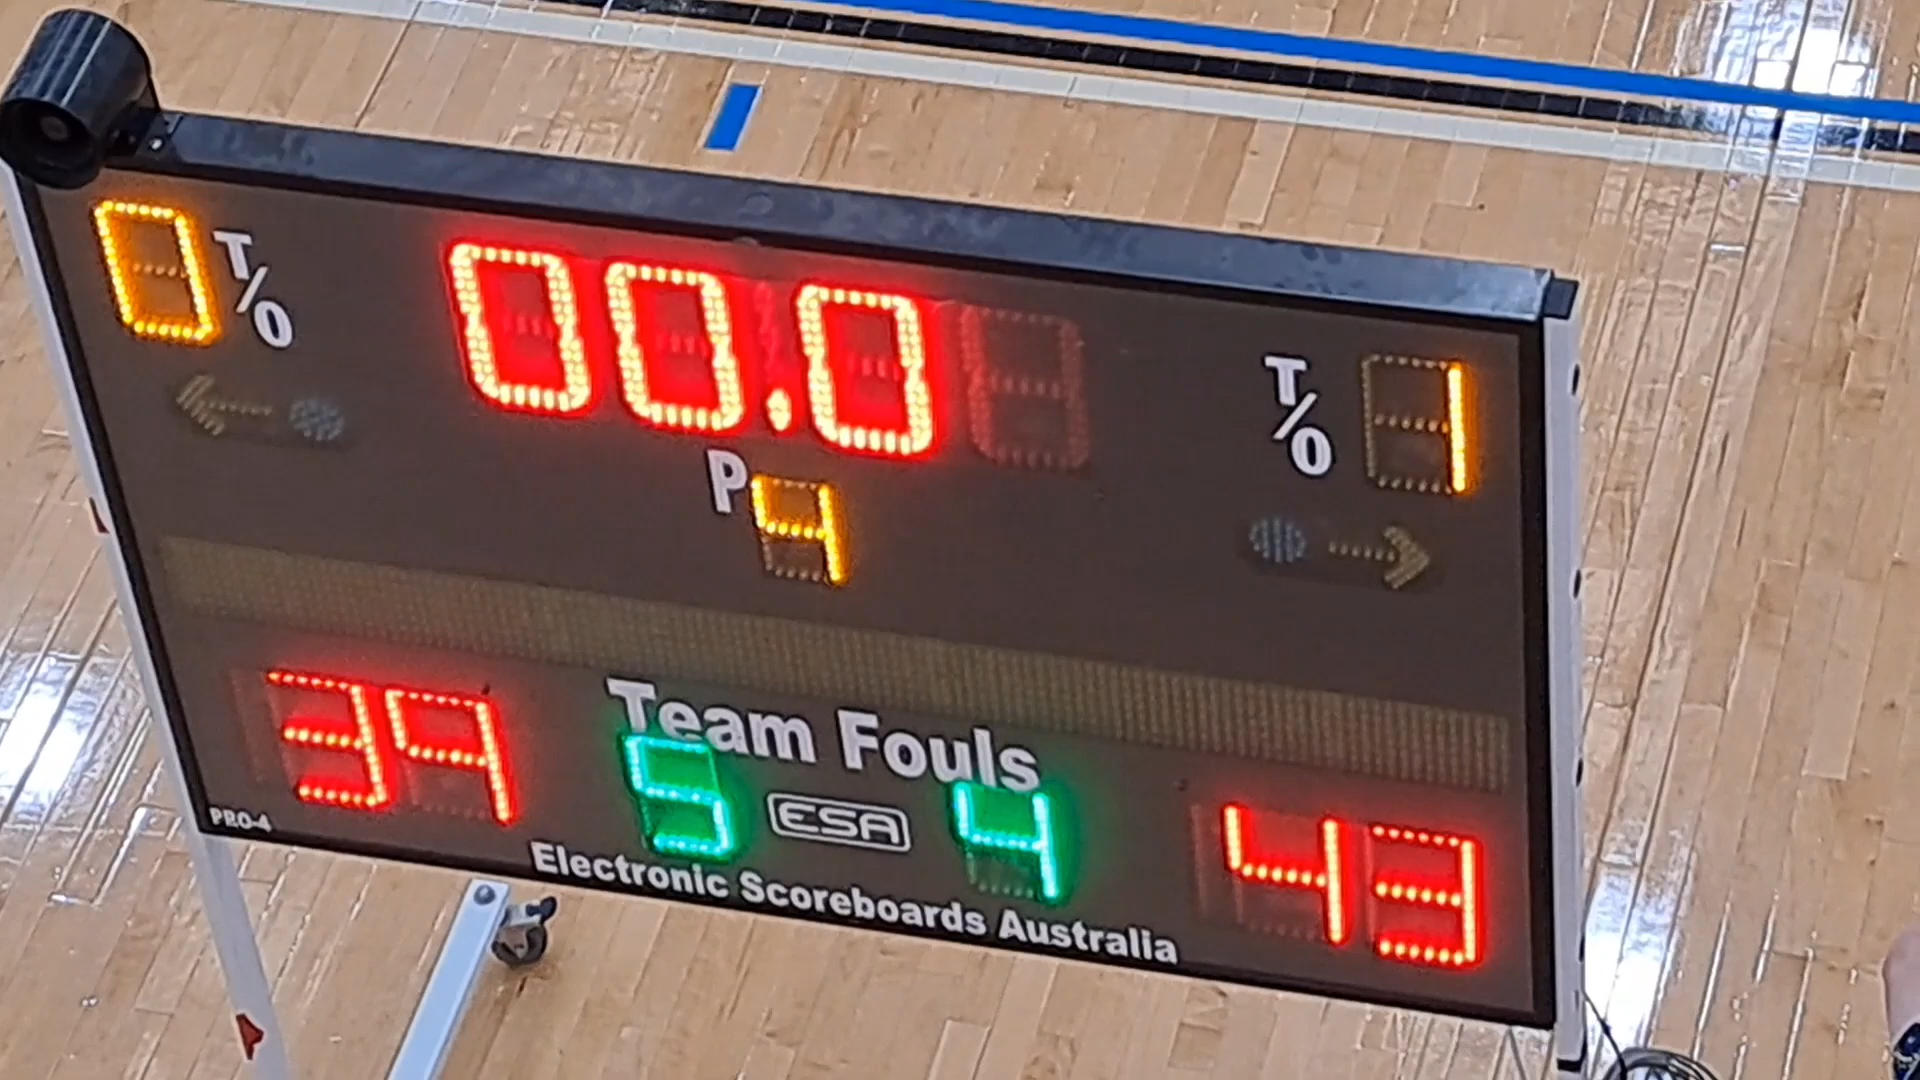 0 T/O 00.0 T/O 1
P 4
Team Fouls
39 5 ESA 4 43
PRO-4
Electronic Scoreboards Australia